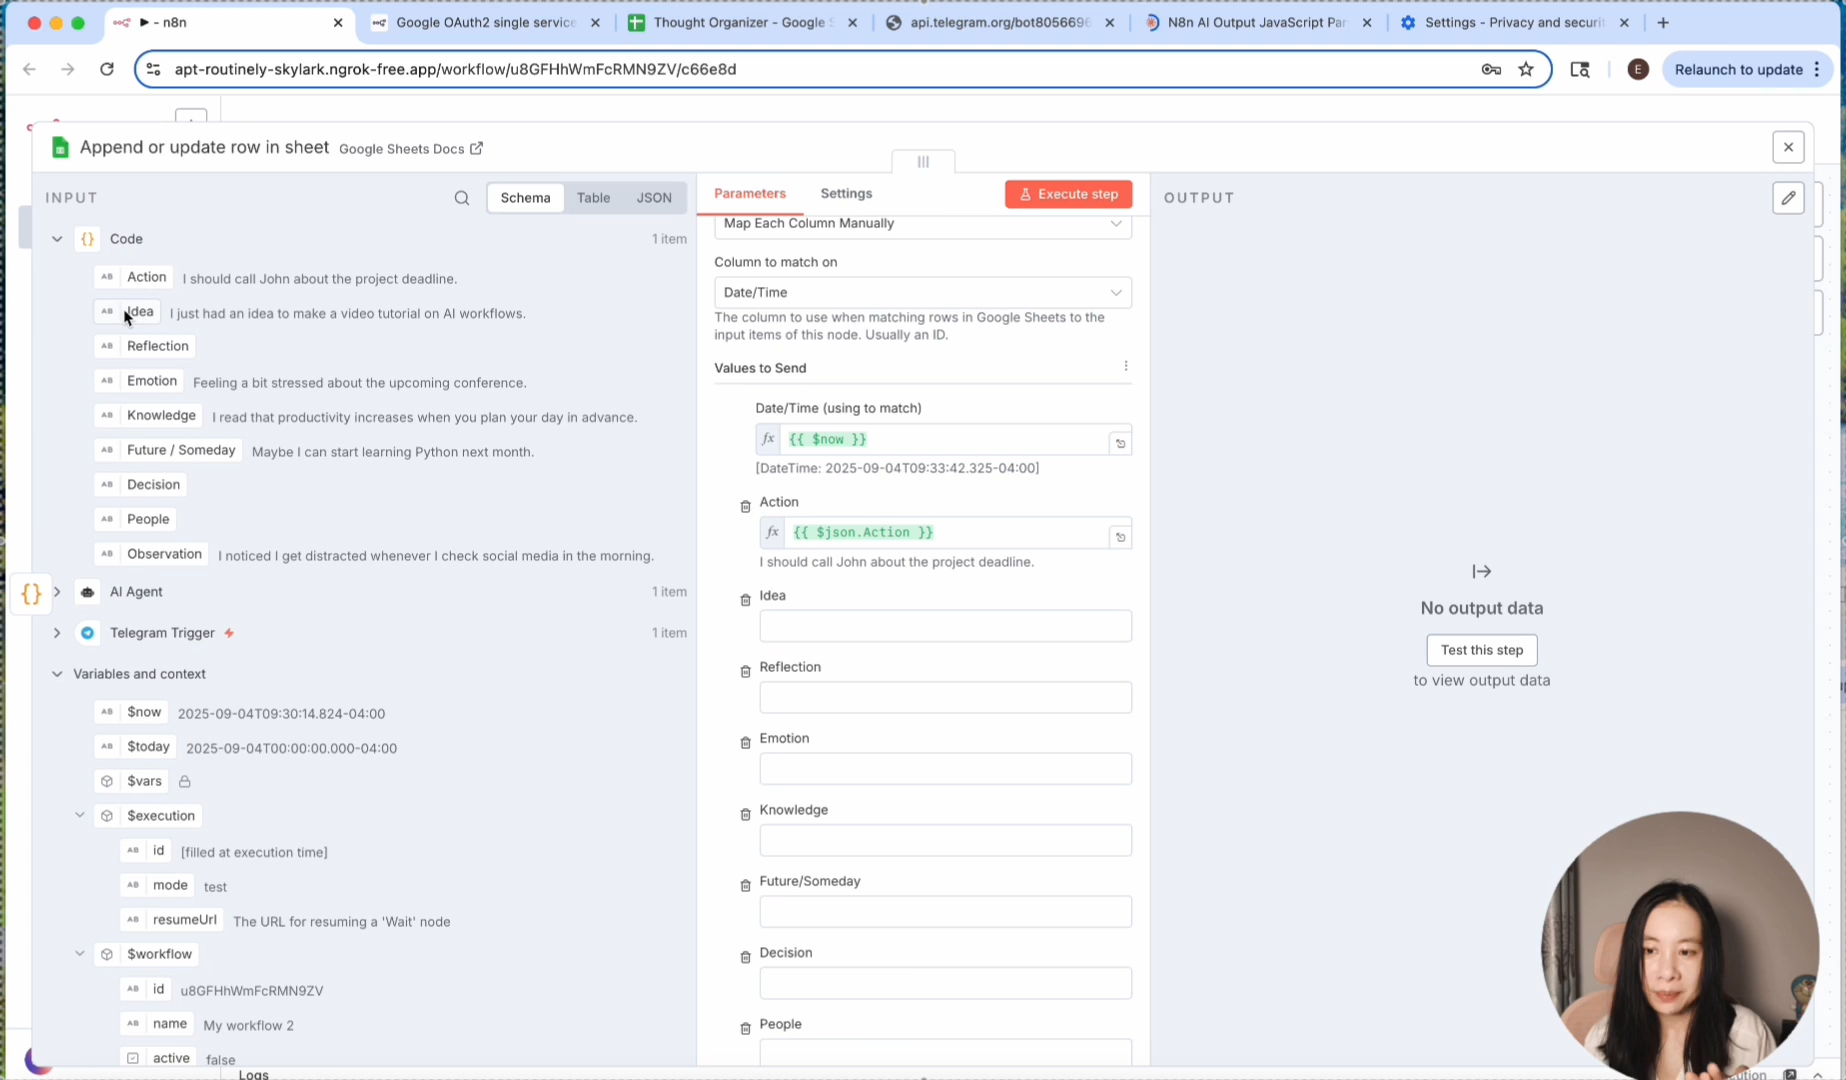 ▶ - n8n
Google OAuth2 single service
Thought Organizer - Google S
api.telegram.org/bot8056696
N8n AI Output JavaScript Par
Settings - Privacy and securi
apt-routinely-skylark.ngrok-free.app/workflow/u8GFHhWmFcRMN9ZV/c66e8d
E
Relaunch to update
Append or update row in sheet
Google Sheets Docs
INPUT
Schema
Table
JSON
Parameters
Settings
Execute step
OUTPUT
Code
1 item
Action
I should call John about the project deadline.
Idea
I just had an idea to make a video tutorial on AI workflows.
Reflection
Emotion
Feeling a bit stressed about the upcoming conference.
Knowledge
I read that productivity increases when you plan your day in advance.
Future / Someday
Maybe I can start learning Python next month.
Decision
People
Observation
I noticed I get distracted whenever I check social media in the morning.
AI Agent
1 item
Telegram Trigger
1 item
Variables and context
$now
2025-09-04T09:30:14.824-04:00
$today
2025-09-04T00:00:00.000-04:00
$vars
$execution
id
[filled at execution time]
mode
test
resumeUrl
The URL for resuming a 'Wait' node
$workflow
id
u8GFHhWmFcRMN9ZV
name
My workflow 2
active
false
Logs
Map Each Column Manually
Column to match on
Date/Time
The column to use when matching rows in Google Sheets to the
input items of this node. Usually an ID.
Values to Send
Date/Time (using to match)
fx {{ $now }}
[DateTime: 2025-09-04T09:33:42.325-04:00]
Action
fx {{ $json.Action }}
I should call John about the project deadline.
Idea
Reflection
Emotion
Knowledge
Future/Someday
Decision
People
No output data
Test this step
to view output data